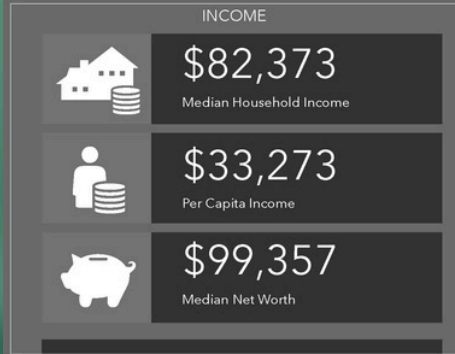 INCOME
$82,373
Median Household Income
$33,273
Per Capita Income
$99,357
Median Net Worth